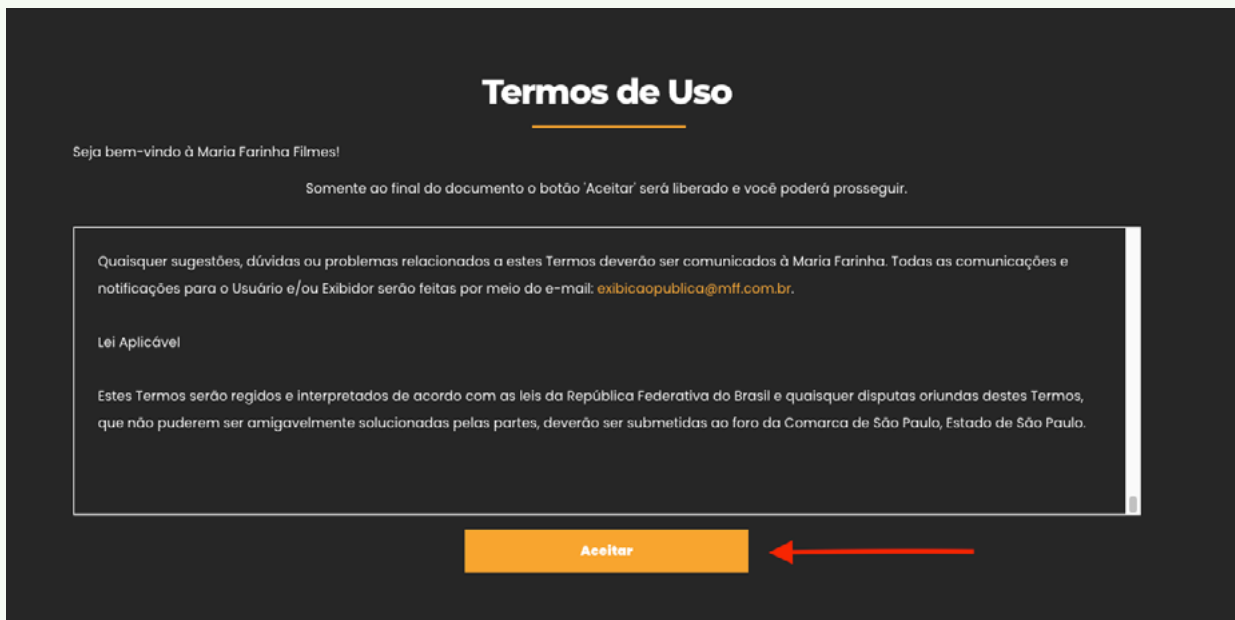 Termos de Uso
Seja bem-vindo à Maria Farinha Filmes!
Somente ao final do documento o botão 'Aceitar' será liberado e você poderá prosseguir.
Quaisquer sugestões, dúvidas ou problemas relacionados a estes Termos deverão ser comunicados à Maria Farinha. Todas as comunicações e
notificações para o Usuário e/ou Exibidor serão feitas por meio do e-mail: exibicaopublica@mff.com.br.
Lei Aplicável
Estes Termos serão regidos e interpretados de acordo com as leis da República Federativa do Brasil e quaisquer disputas oriundas destes Termos,
que não puderem ser amigavelmente solucionadas pelas partes, deverão ser submetidas ao foro da Comarca de São Paulo, Estado de São Paulo.
Aceitar